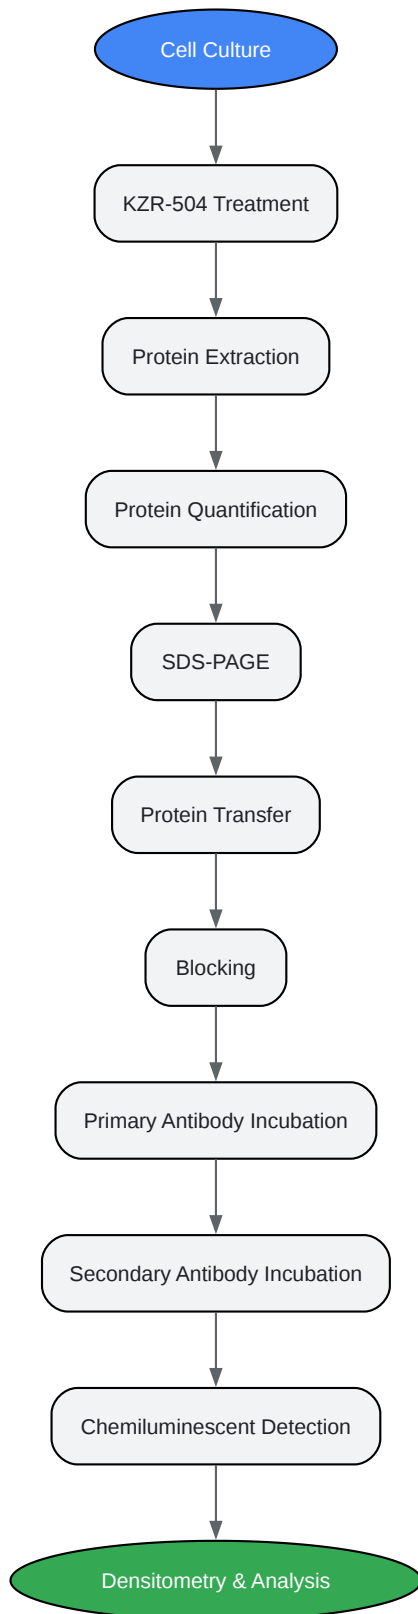 Cell Culture
KZR-504 Treatment
Protein Extraction
Protein Quantification
SDS-PAGE
Protein Transfer
Blocking
Primary Antibody Incubation
Secondary Antibody Incubation
Chemiluminescent Detection
Densitometry & Analysis